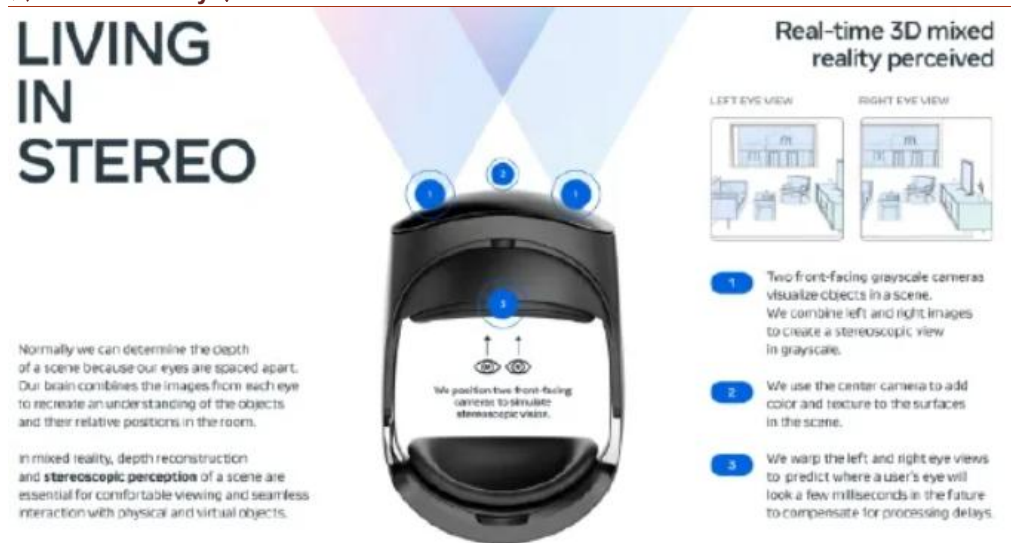 LIVING
IN
STEREO
Normally we can determine the depth
of a scene because our eyes are spaced apart.
Our brain combines the images from each eye
to recreate an understanding of the objects
and their relative positions in the room.
In mixed reality, depth reconstruction
and stereoscopic perception of a scene are
essential for comfortable viewing and seamless
interaction with physical and virtual objects.
1
2
1
3
We position two front-facing
cameras to simulate
stereoscopic vision.
Real-time 3D mixed
reality perceived
LEFT EYE VIEW
RIGHT EYE VIEW
1
Two front-facing grayscale cameras
visualize objects in a scene.
We combine left and right images
to create a stereoscopic view
in grayscale.
2
We use the center camera to add
color and texture to the surfaces
in the scene.
3
We warp the left and right eye views
to predict where a user's eye will
look a few milliseconds in the future
to compensate for processing delays.